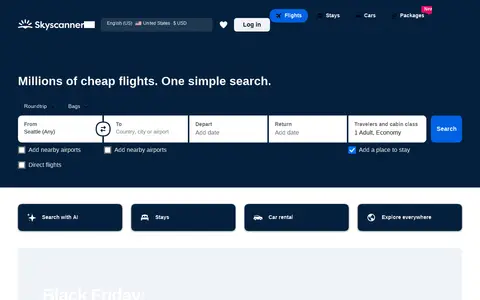 Skyscanner
English (US) United States $ USD
Log in
Flights
Stays
Cars
Packages
New
Millions of cheap flights. One simple search.
Roundtrip
Bags
From
Seattle (Any)
To
Country, city or airport
Depart
Add date
Return
Add date
Travelers and cabin class
1 Adult, Economy
Search
Add nearby airports
Add nearby airports
Add a place to stay
Direct flights
Search with AI
Stays
Car rental
Explore everywhere
Black Friday: